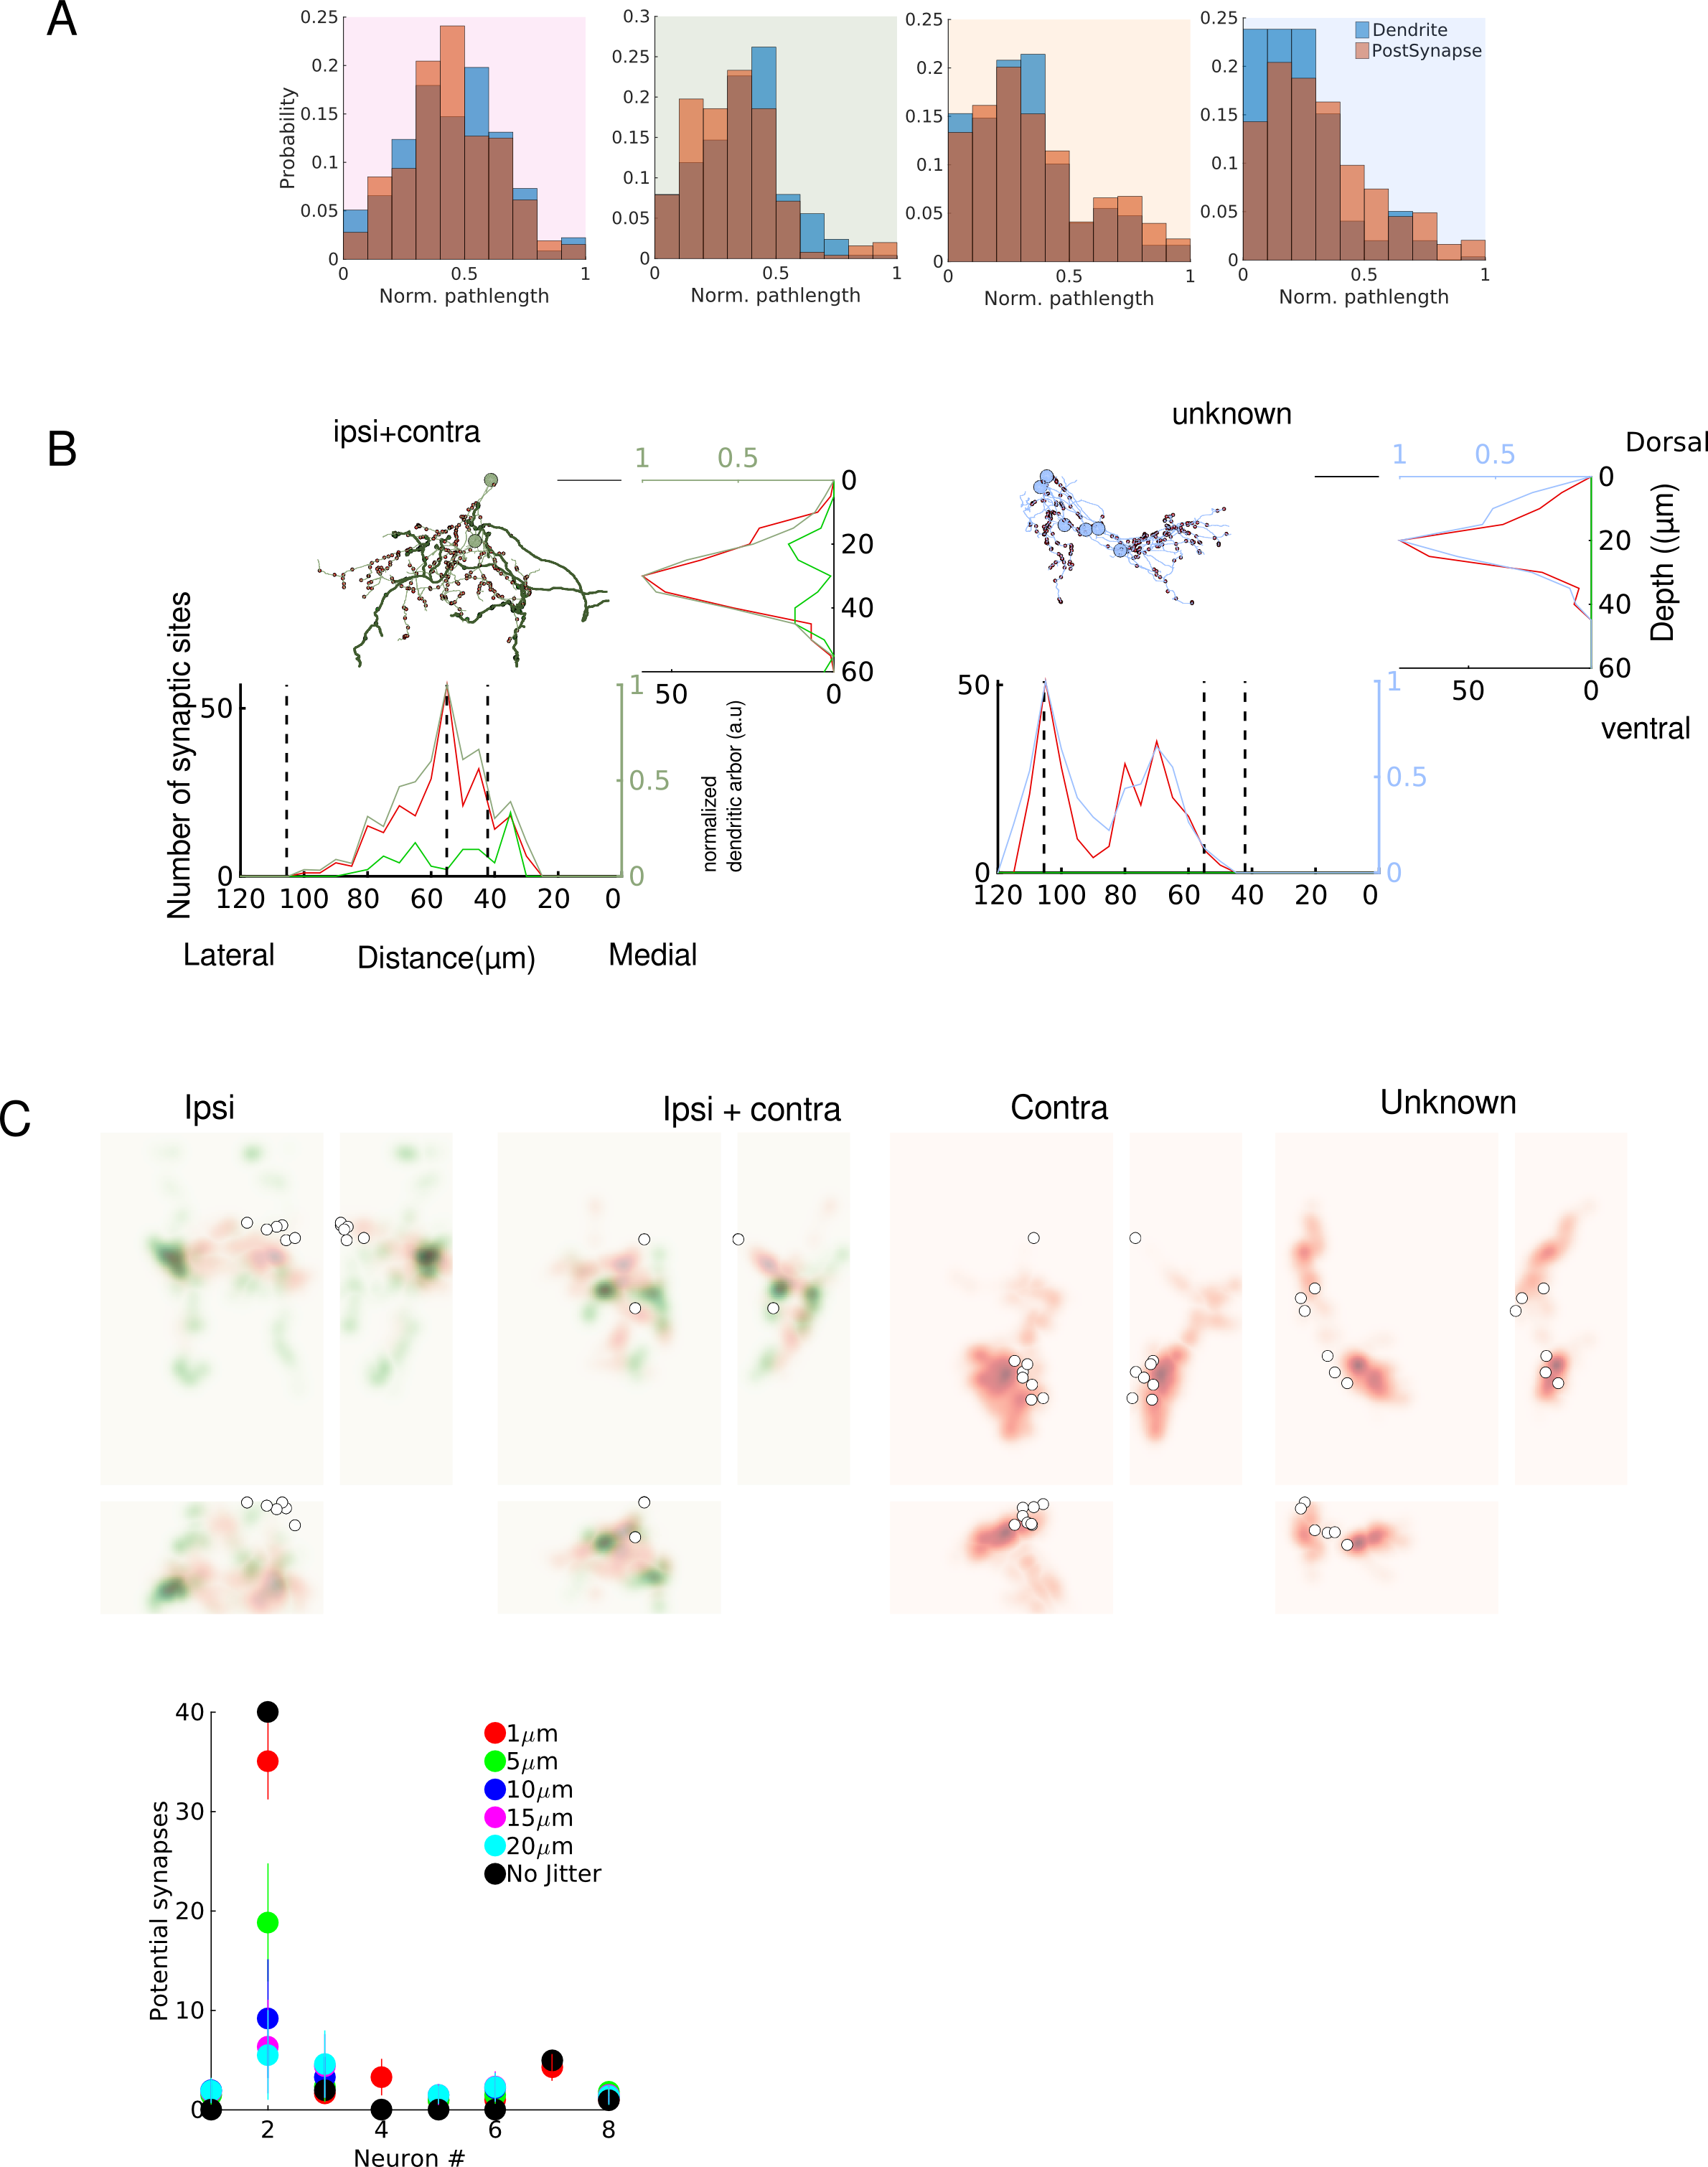 A
0.25
0.2
0.15
0.1
0.05
0
Probability
0 0.5 1
Norm. pathlength
0.3
0.25
0.2
0.15
0.1
0.05
0
0 0.5 1
Norm. pathlength
0.25
0.2
0.15
0.1
0.05
0
0 0.5 1
Norm. pathlength
0.25
0.2
0.15
0.1
0.05
0
0 0.5 1
Norm. pathlength
Dendrite
PostSynapse
B
ipsi+contra
1 0.5
0
20
40
60
50 0
Number of synaptic sites
50
0
120 100 80 60 40 20 0
1
0.5
0
normalized
dendritic arbor (a.u)
Lateral Distance(μm) Medial
unknown
1 0.5
Dorsal
0
20
40
60
Depth ((μm)
50 0
ventral
50
0
120 100 80 60 40 20 0
1
0.5
0
C
Ipsi
Ipsi + contra
Contra
Unknown
40
30
20
10
0
Potential synapses
2 4 6 8
Neuron #
1μm
5μm
10μm
15μm
20μm
No Jitter